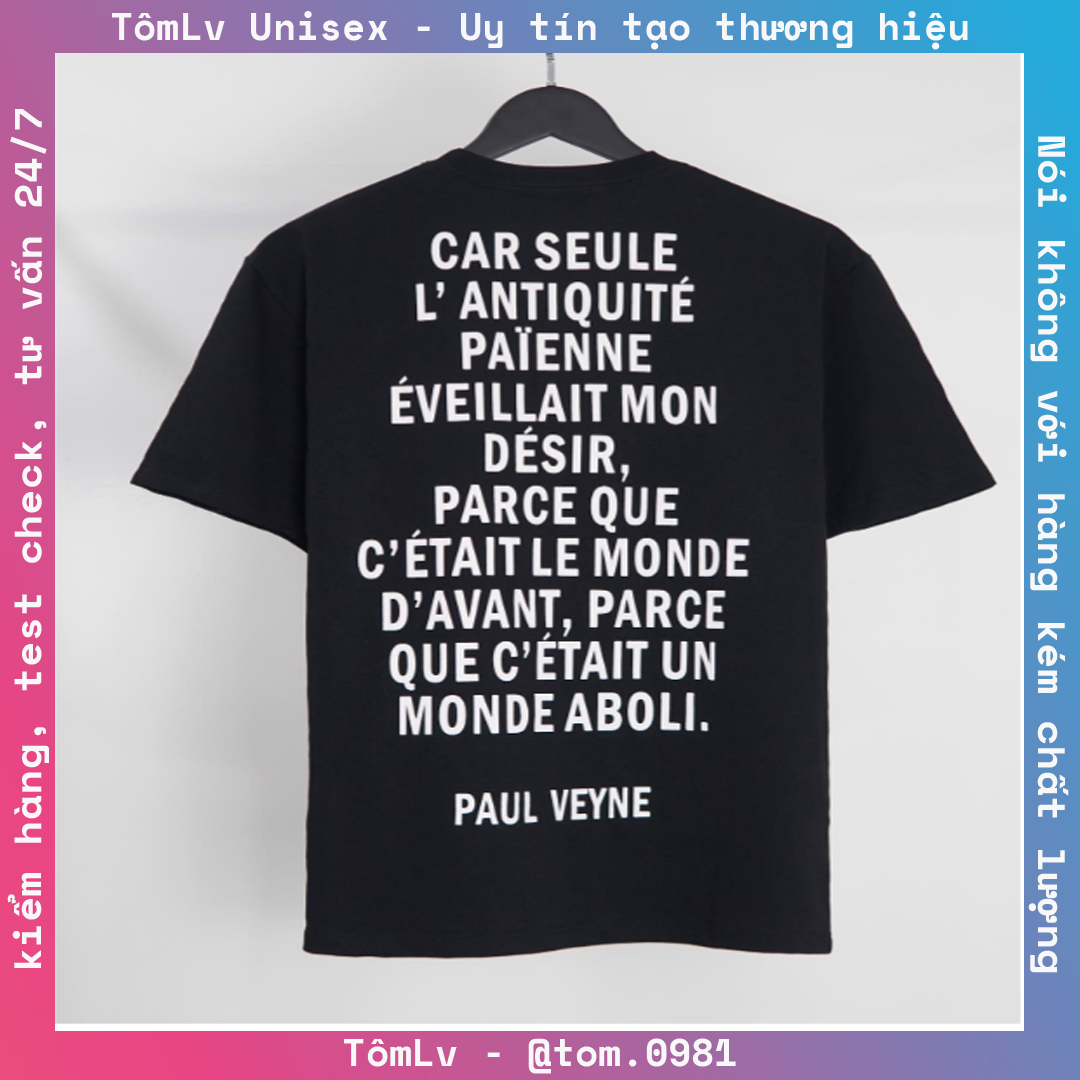 TômLv Unisex - Uy tín tạo thương hiệu
kiểm hàng, test check, tư vấn 24/7
CAR SEULE
L’ ANTIQUITÉ
PAÏENNE
ÉVEILLAIT MON
DÉSIR,
PARCE QUE
C’ÉTAIT LE MONDE
D’AVANT, PARCE
QUE C’ÉTAIT UN
MONDE ABOLI.
PAUL VEYNE
Nói không với hàng kém chất lượng
TômLv - @tom.0981